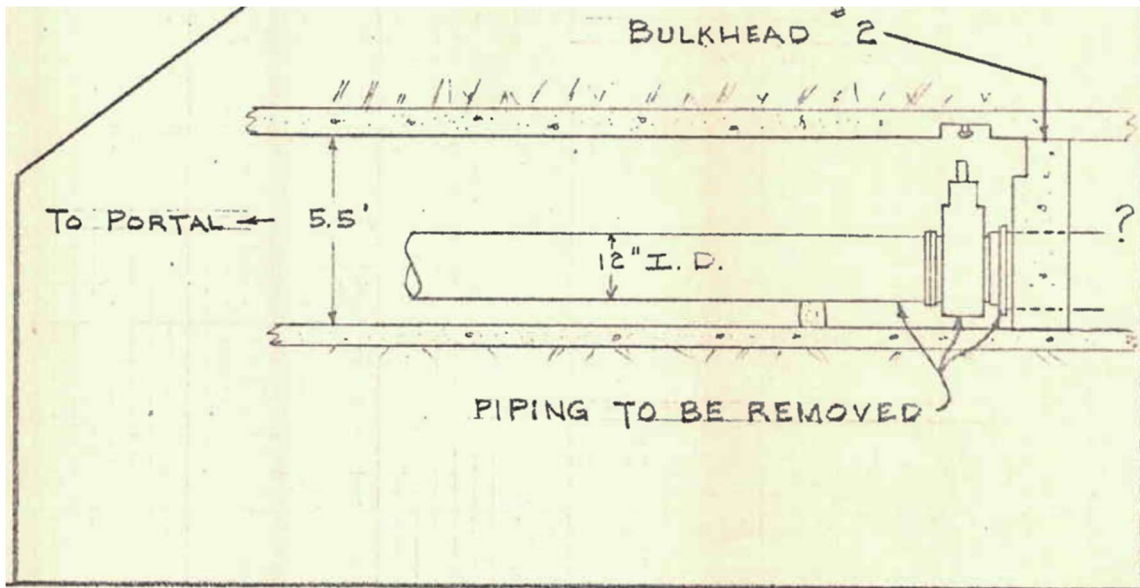 BULKHEAD # 2
TO PORTAL
5.5'
?
12" I. D.
PIPING TO BE REMOVED